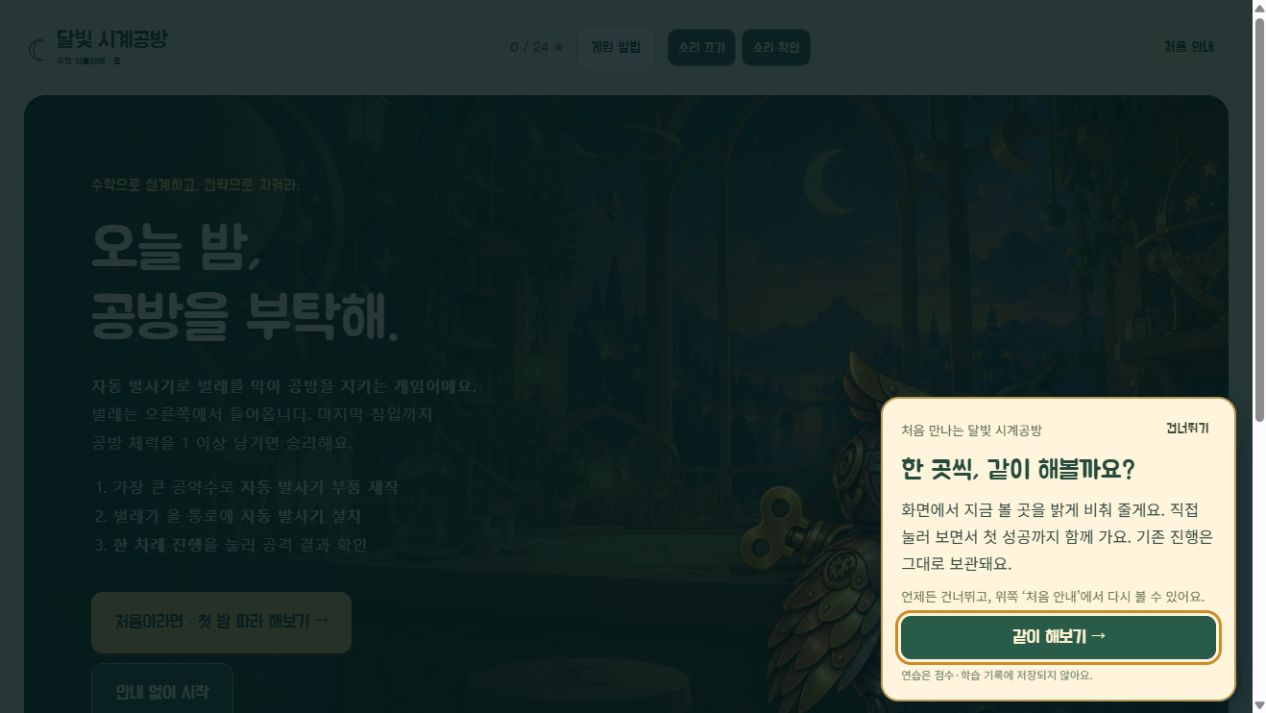 달빛 시계공방
수학 아틀리에 · 홈
0 / 24 ★
게임 방법
소리 끄기
소리 확인
처음 안내
수학으로 설계하고, 전략으로 지켜라.
오늘 밤,
공방을 부탁해.
자동 발사기로 벌레를 막아 공방을 지키는 게임이에요.
벌레는 오른쪽에서 들어옵니다. 마지막 침입까지
공방 체력을 1 이상 남기면 승리해요.
1. 가장 큰 공약수로 자동 발사기 부품 제작
2. 벌레가 올 통로에 자동 발사기 설치
3. 한 차례 진행을 눌러 공격 결과 확인
처음이라면 · 첫 밤 따라 해보기 →
안내 없이 시작
처음 만나는 달빛 시계공방
건너뛰기
한 곳씩, 같이 해볼까요?
화면에서 지금 볼 곳을 밝게 비춰 줄게요. 직접
눌러 보면서 첫 성공까지 함께 가요. 기존 진행은
그대로 보관돼요.
언제든 건너뛰고, 위쪽 ‘처음 안내’에서 다시 볼 수 있어요.
같이 해보기 →
연습은 점수·학습 기록에 저장되지 않아요.